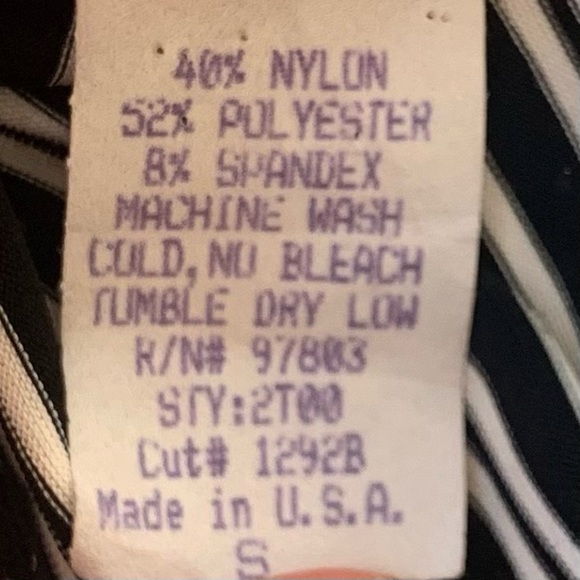 40% NYLON
52% POLYESTER
8% SPANDEX
MACHINE WASH
COLD, NO BLEACH
TUMBLE DRY LOW
R/N# 97803
STY:2T00
Cut# 1292B
Made in U.S.A.
S